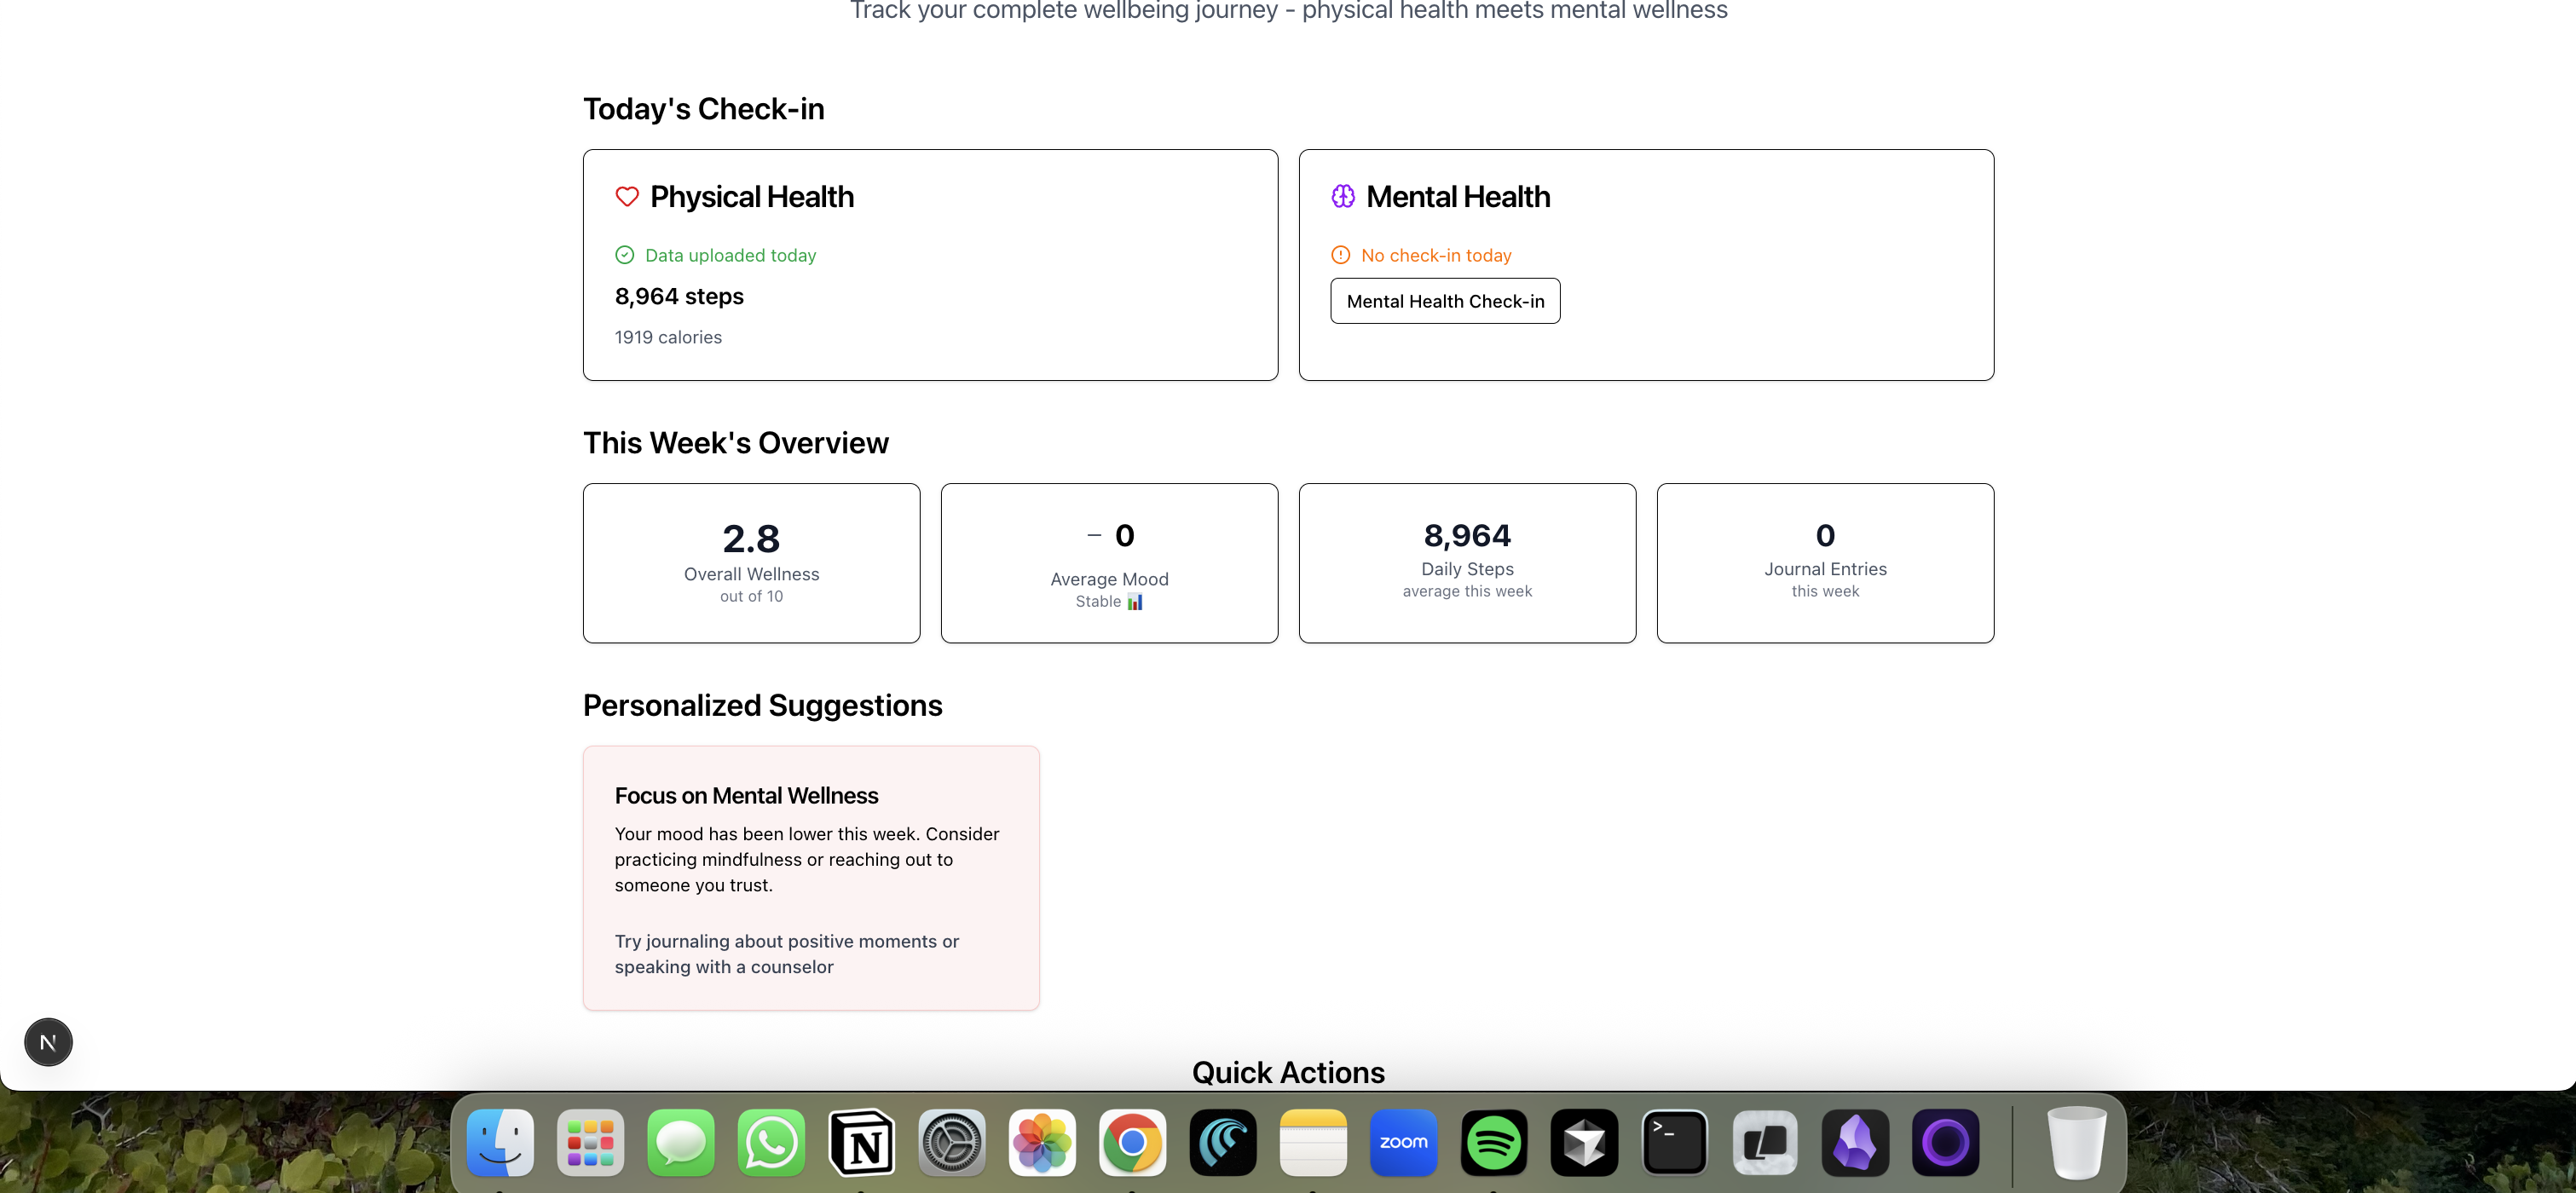 Track your complete wellbeing journey - physical health meets mental wellness
Today's Check-in
Physical Health
Data uploaded today
8,964 steps
1919 calories
Mental Health
No check-in today
Mental Health Check-in
This Week's Overview
2.8
Overall Wellness
out of 10
— 0
Average Mood
Stable 📊
8,964
Daily Steps
average this week
0
Journal Entries
this week
Personalized Suggestions
Focus on Mental Wellness
Your mood has been lower this week. Consider
practicing mindfulness or reaching out to
someone you trust.
Try journaling about positive moments or
speaking with a counselor
N
Quick Actions
N
zoom
>_